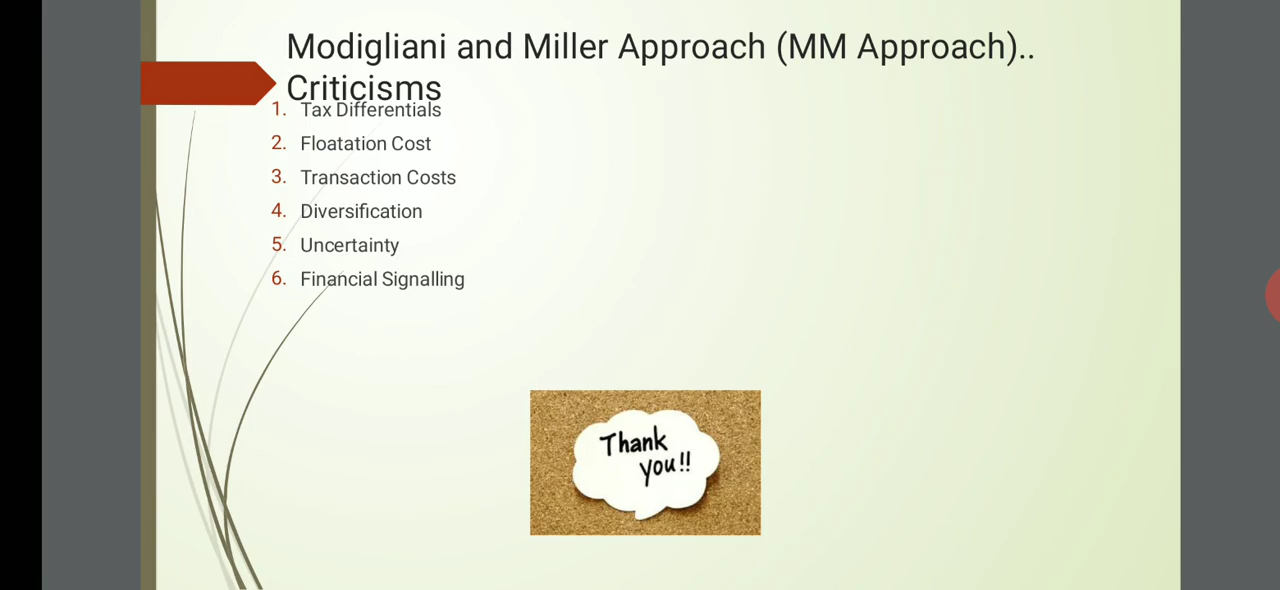 Modigliani and Miller Approach (MM Approach)..
Criticisms
1. Tax Differentials
2. Floatation Cost
3. Transaction Costs
4. Diversification
5. Uncertainty
6. Financial Signalling
Thank
you!!